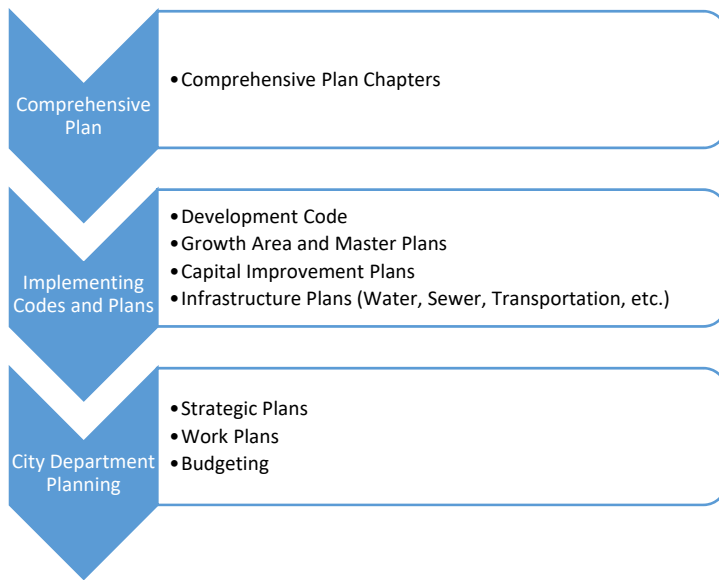 Comprehensive
Plan
•Comprehensive Plan Chapters
Implementing
Codes and Plans
•Development Code
•Growth Area and Master Plans
•Capital Improvement Plans
•Infrastructure Plans (Water, Sewer, Transportation, etc.)
City Department
Planning
•Strategic Plans
•Work Plans
•Budgeting